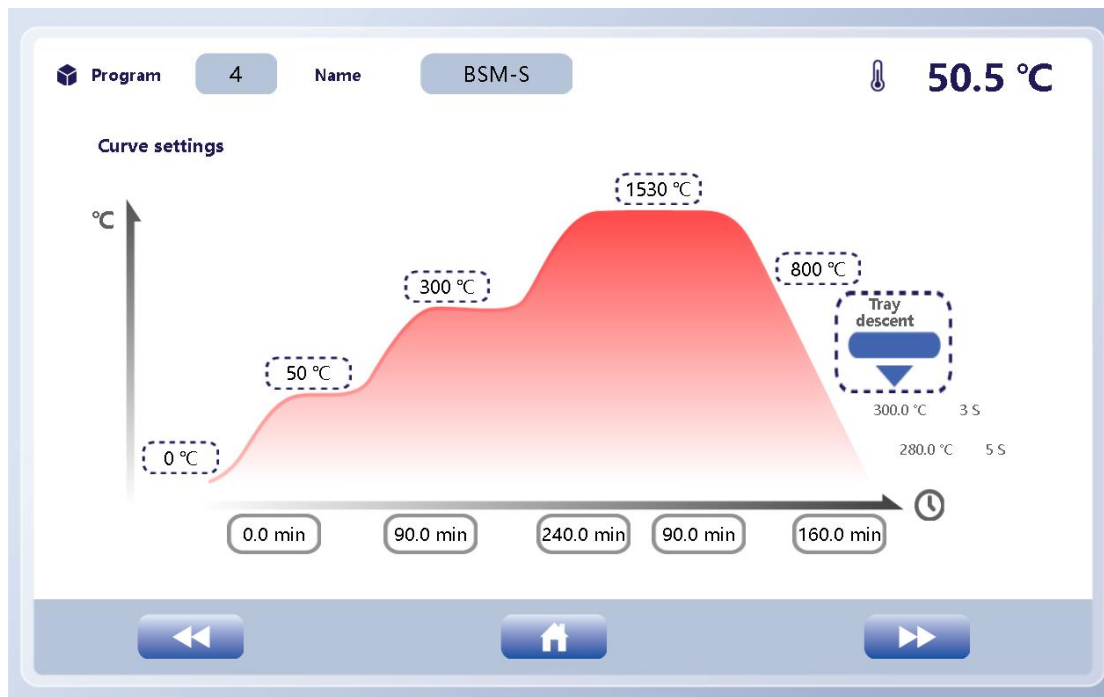 Program 4 Name BSM-S 50.5 ℃
Curve settings
℃
1530 ℃
800 ℃
300 ℃
Tray
descent
50 ℃
300.0 ℃ 3 S
280.0 ℃ 5 S
0 ℃
0.0 min 90.0 min 240.0 min 90.0 min 160.0 min